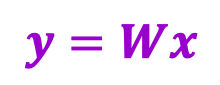 y = Wx